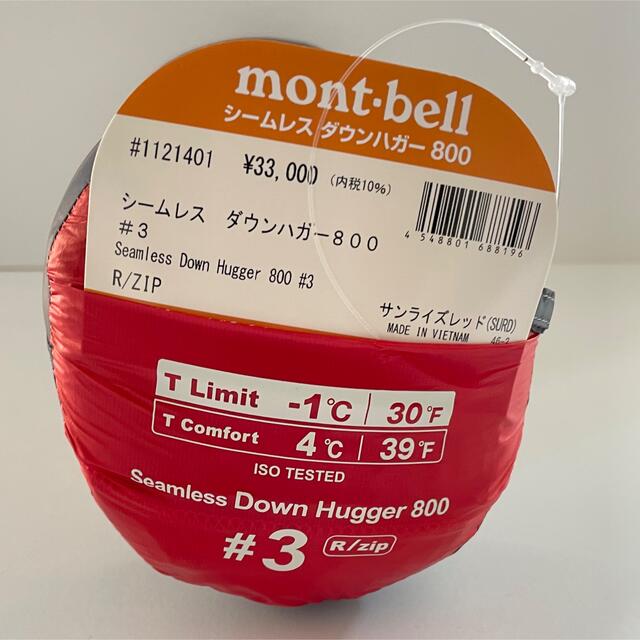 mont-bell
シームレス ダウンハガー 800
#1121401 ¥33,000 (内税10%)
シームレス ダウンハガー800
#3
Seamless Down Hugger 800 #3
R/ZIP
4 548801 688196
サンライズレッド(SURD)
MADE IN VIETNAM
T Limit -1℃ 30°F
T Comfort 4℃ 39°F
ISO TESTED
Seamless Down Hugger 800
#3 R/zip